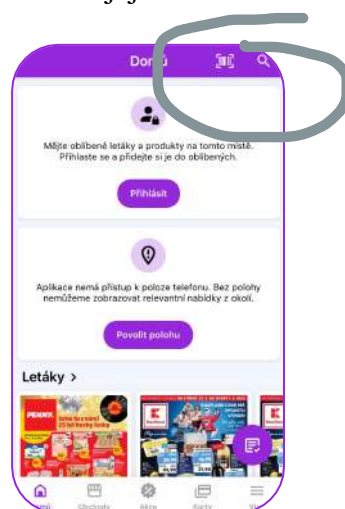 Domů
Mějte oblíbené letáky a produkty na tomto místě.
Přihlaste se a přidejte si je do oblíbených.
Přihlásit
Aplikace nemá přístup k poloze telefonu. Bez polohy
nemůžeme zobrazovat relevantní nabídky z okolí.
Povolit polohu
Letáky >
PENNY.
Obchody
Akce
Karty